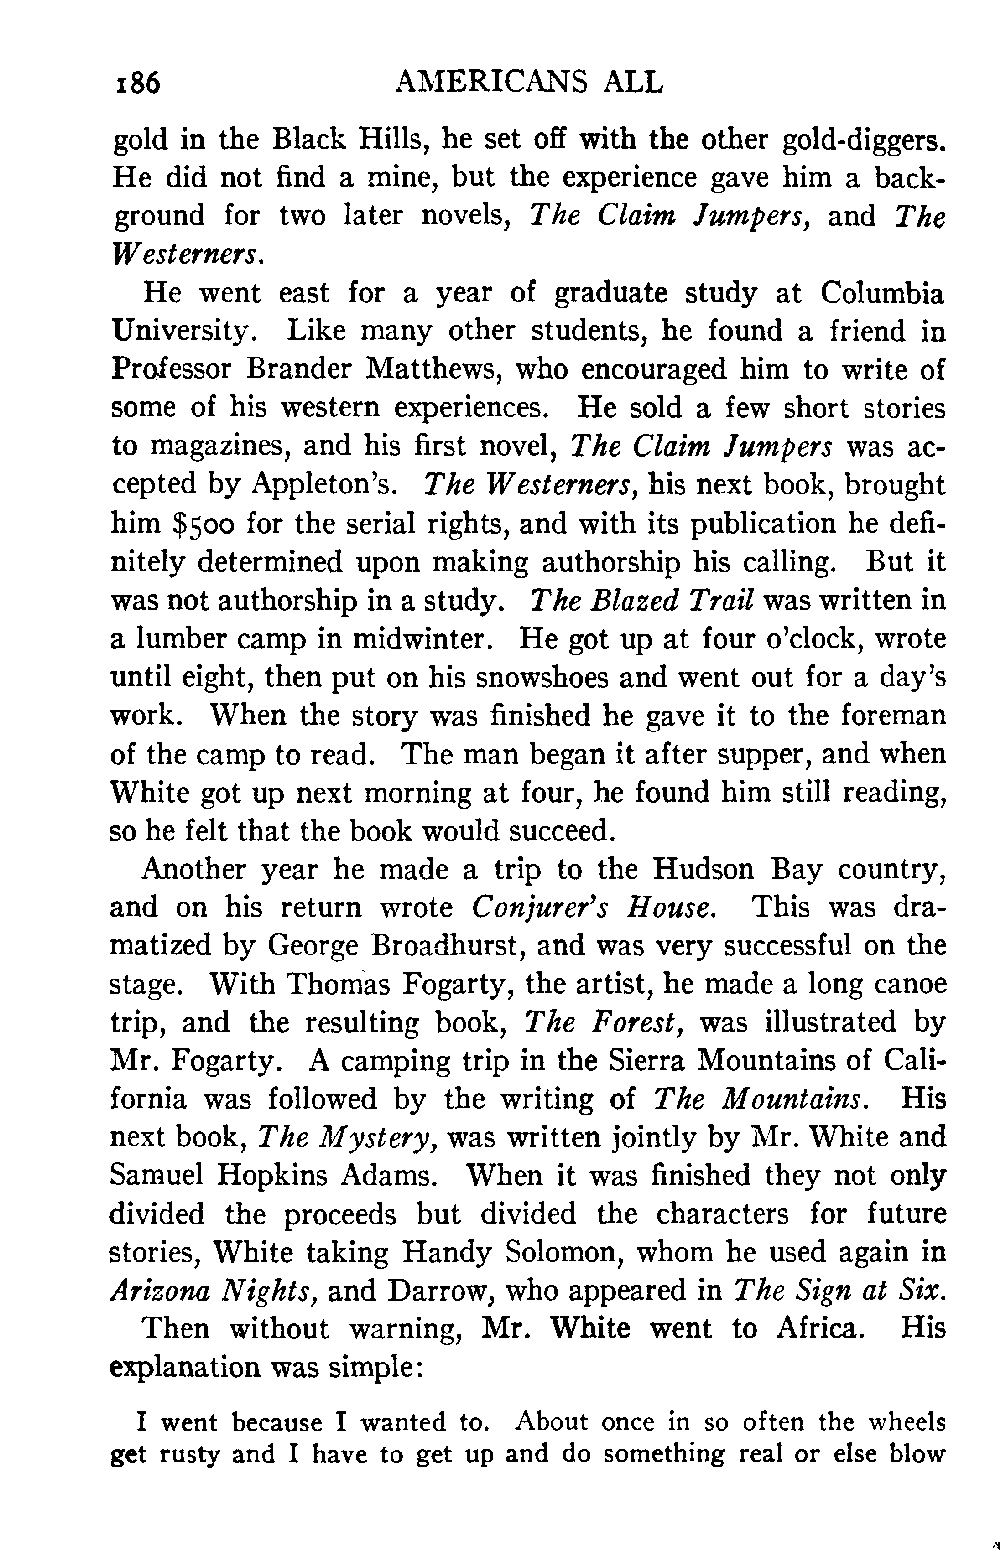 186 AMERICANS ALL
gold in the Black Hills, he set off with the other gold-diggers.
He did not find a mine, but the experience gave him a back-
ground for two later novels, The Claim Jumpers, and The
Westerners.
He went east for a year of graduate study at Columbia
University. Like many other students, he found a friend in
Professor Brander Matthews, who encouraged him to write of
some of his western experiences. He sold a few short stories
to magazines, and his first novel, The Claim Jumpers was ac-
cepted by Appleton's. The Westerners, his next book, brought
him $500 for the serial rights, and with its publication he defi-
nitely determined upon making authorship his calling. But it
was not authorship in a study. The Blazed Trail was written in
a lumber camp in midwinter. He got up at four o'clock, wrote
until eight, then put on his snowshoes and went out for a day's
work. When the story was finished he gave it to the foreman
of the camp to read. The man began it after supper, and when
White got up next morning at four, he found him still reading,
so he felt that the book would succeed.
Another year he made a trip to the Hudson Bay country,
and on his return wrote Conjurer's House. This was dra-
matized by George Broadhurst, and was very successful on the
stage. With Thomas Fogarty, the artist, he made a long canoe
trip, and the resulting book, The Forest, was illustrated by
Mr. Fogarty. A camping trip in the Sierra Mountains of Cali-
fornia was followed by the writing of The Mountains. His
next book, The Mystery, was written jointly by Mr. White and
Samuel Hopkins Adams. When it was finished they not only
divided the proceeds but divided the characters for future
stories, White taking Handy Solomon, whom he used again in
Arizona Nights, and Darrow, who appeared in The Sign at Six.
Then without warning, Mr. White went to Africa. His
explanation was simple:
I went because I wanted to. About once in so often the wheels
get rusty and I have to get up and do something real or else blow